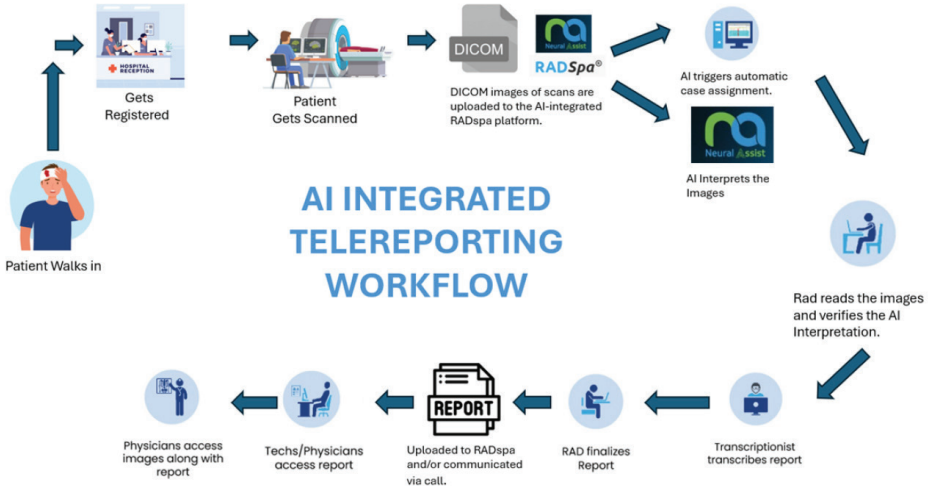 HOSPITAL
RECEPTION
Gets
Registered
Patient
Gets Scanned
DICOM
na
Neural Assist
RADSpa®
DICOM images of scans are
uploaded to the AI-integrated
RADspa platform.
AI triggers automatic
case assignment.
na
Neural Assist
AI Interprets the
Images
Patient Walks in
AI INTEGRATED
TELEREPORTING
WORKFLOW
Rad reads the images
and verifies the AI
Interpretation.
Physicians access
images along with
report
Techs/Physicians
access report
REPORT
Uploaded to RADspa
and/or communicated
via call.
RAD finalizes
Report
Transcriptionist
transcribes report